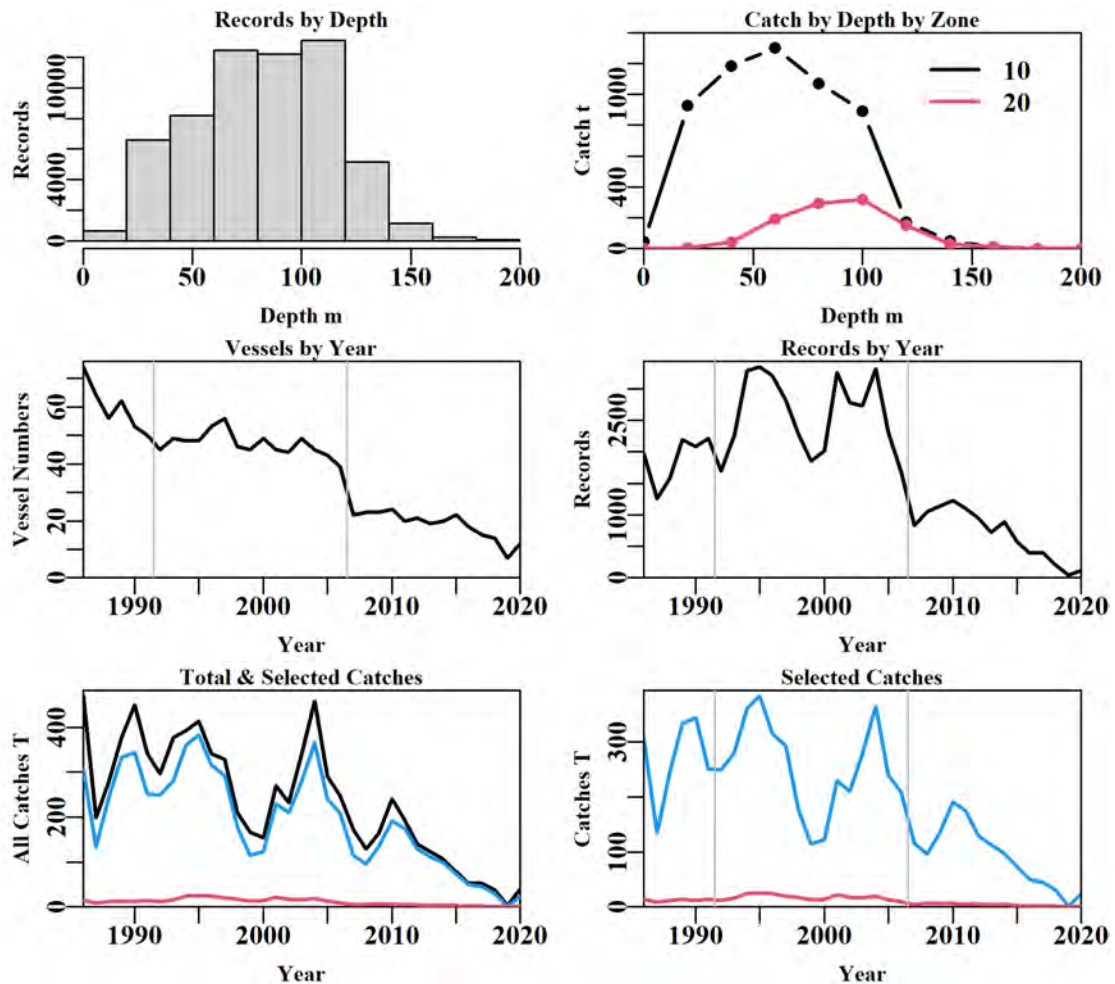 Records by Depth
Records
0
4000
10000
0
50
100
150
200
Depth m
Catch by Depth by Zone
Catch t
0
400
1000
10
20
0
50
100
150
200
Depth m
Vessels by Year
Vessel Numbers
0
20
40
60
1990
2000
2010
2020
Year
Records by Year
Records
0
1000
2500
1990
2000
2010
2020
Year
Total & Selected Catches
All Catches T
0
200
400
1990
2000
2010
2020
Year
Selected Catches
Catches T
0
100
300
1990
2000
2010
2020
Year